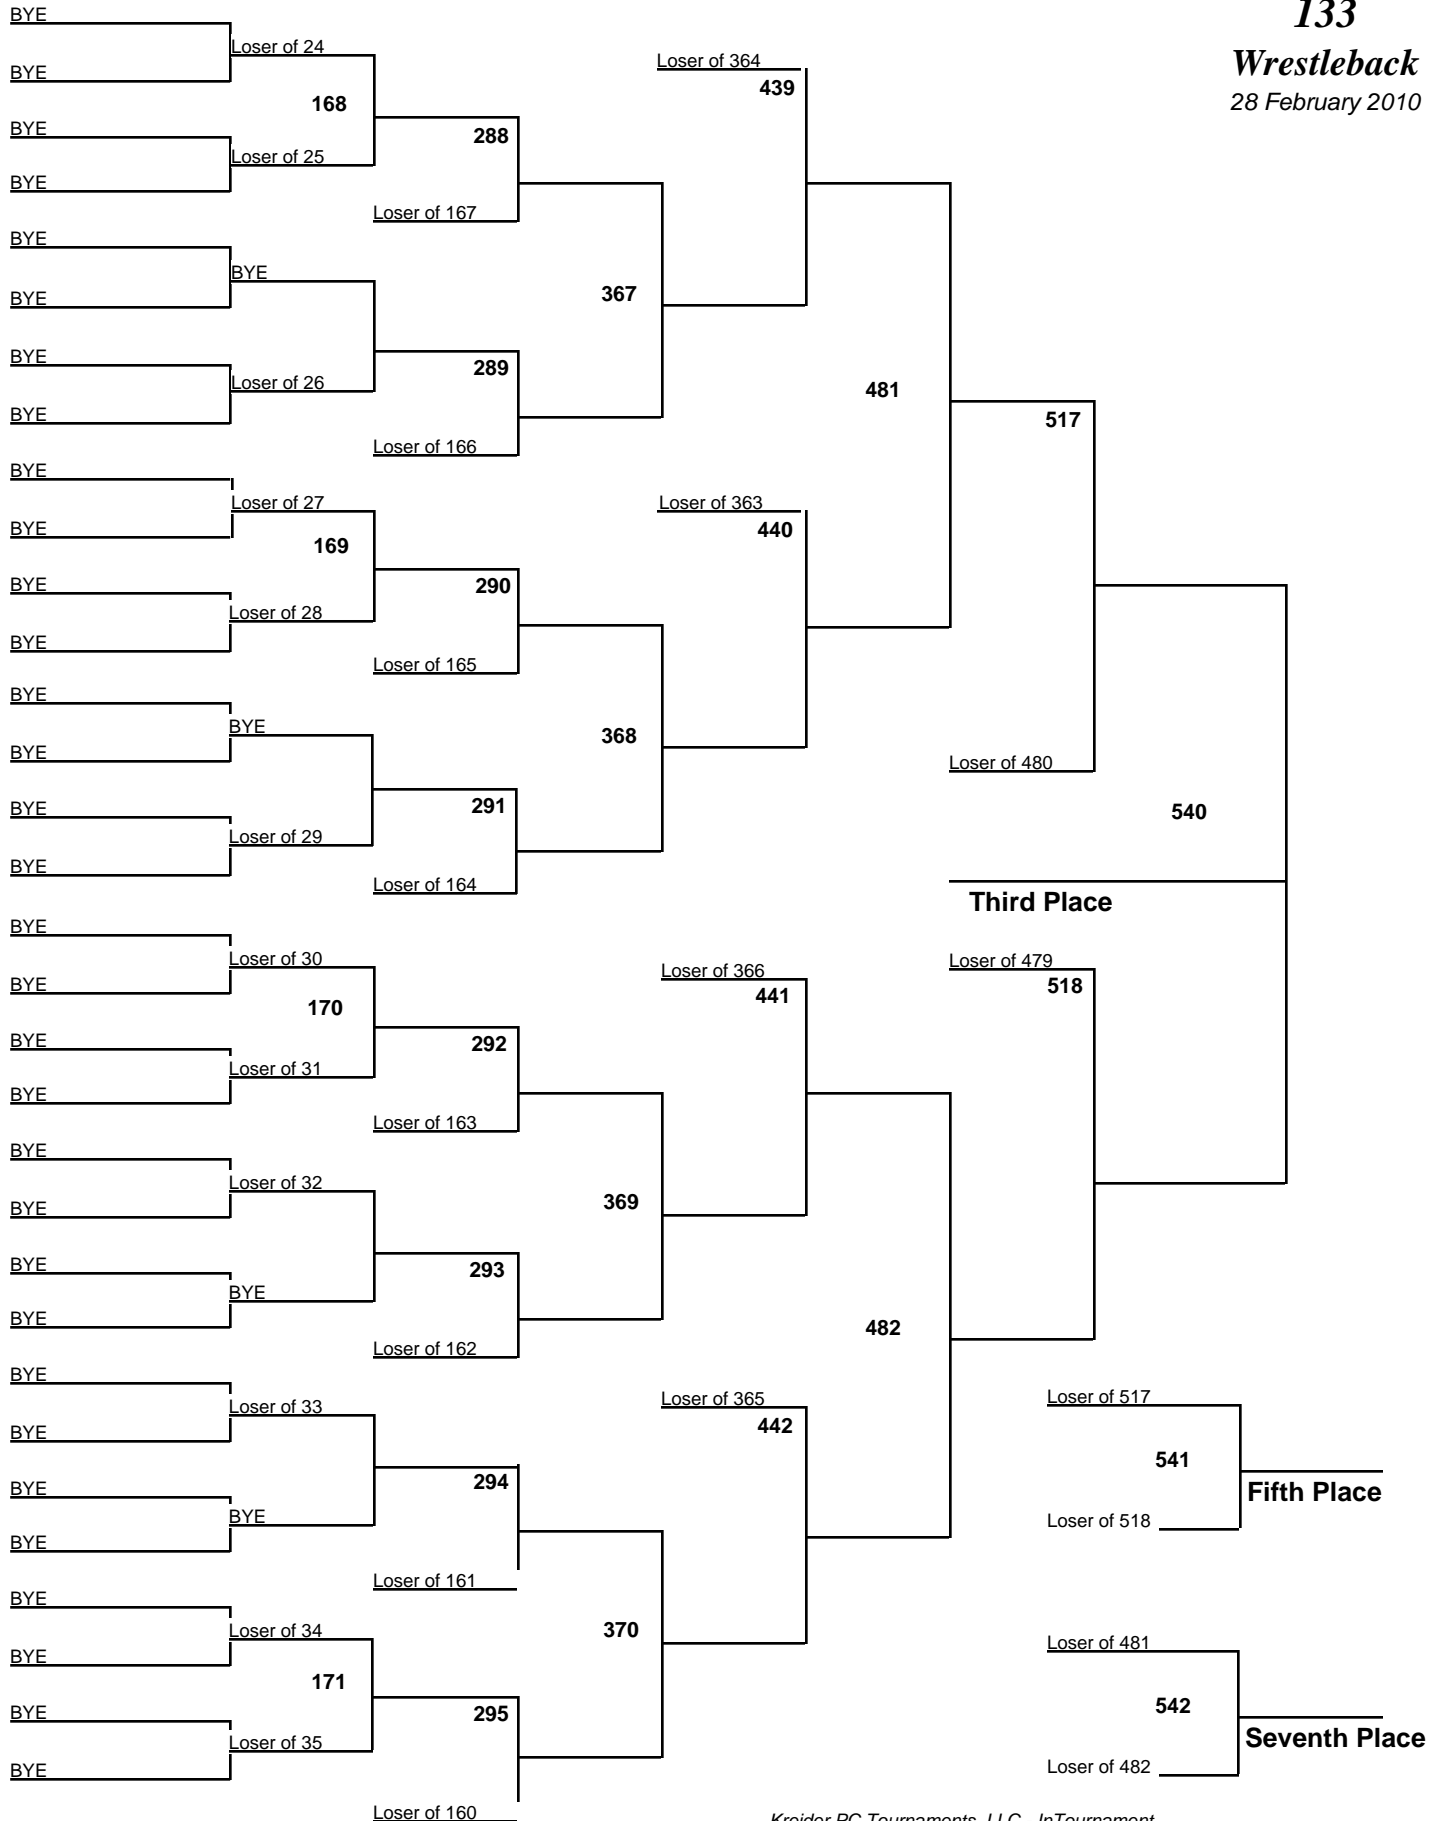 133
Wrestleback
28 February 2010
BYE
Loser of 24
BYE
168
BYE
Loser of 25
BYE
288
Loser of 167
BYE
BYE
BYE
367
BYE
Loser of 26
BYE
289
Loser of 166
Loser of 364
439
481
BYE
Loser of 27
BYE
169
BYE
Loser of 28
BYE
290
Loser of 165
BYE
BYE
BYE
368
BYE
Loser of 29
BYE
291
Loser of 164
Loser of 363
440
517
Loser of 480
540
Third Place
BYE
Loser of 30
BYE
170
BYE
Loser of 31
BYE
292
Loser of 163
BYE
Loser of 32
BYE
369
BYE
BYE
BYE
293
Loser of 162
Loser of 366
441
Loser of 479
518
482
BYE
Loser of 33
BYE
294
BYE
BYE
BYE
Loser of 161
BYE
Loser of 34
BYE
370
171
BYE
Loser of 35
BYE
295
Loser of 160
Loser of 365
442
Loser of 517
541
Fifth Place
Loser of 518
Loser of 481
542
Seventh Place
Loser of 482
Kreider PC Tournaments, LLC - InTournament